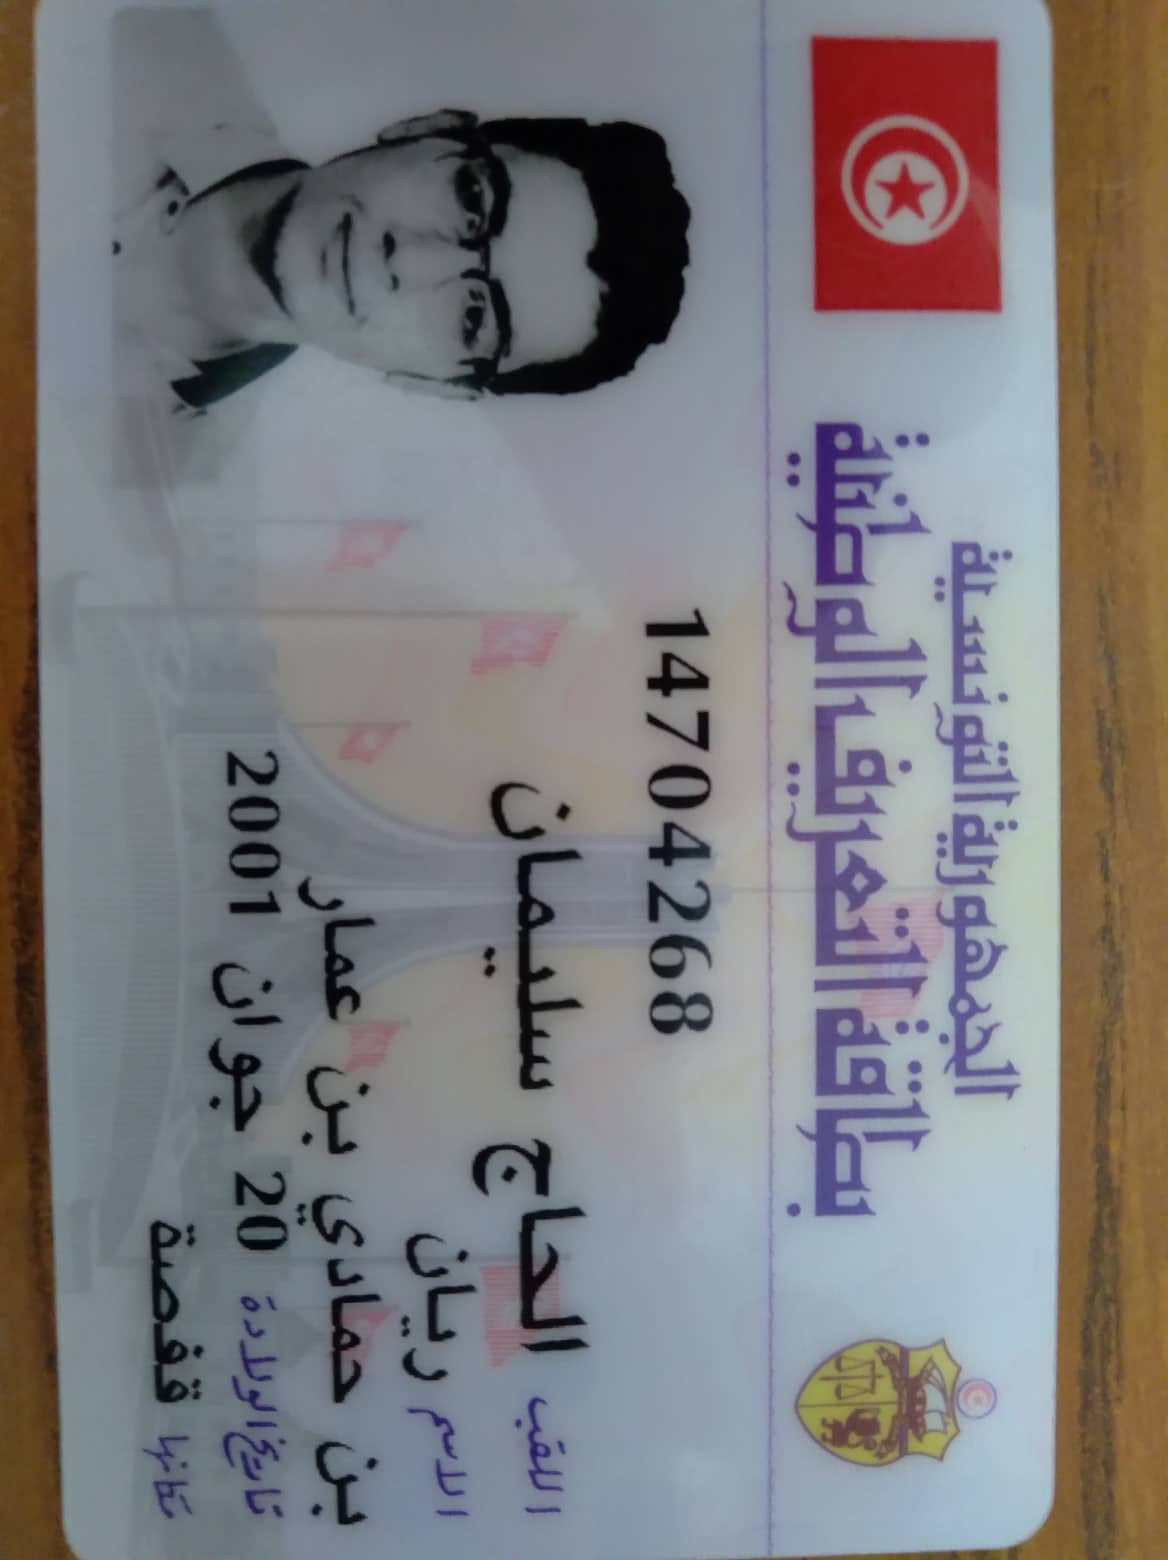 الجمهورية التونسية
بطاقة التعريف الوطنية
14704268
اللقب الحاج سليمان
الاسم ريان
بن حمادي بن عمار
تاريخ الولادة 20 جوان 2001
مكانها قفصة